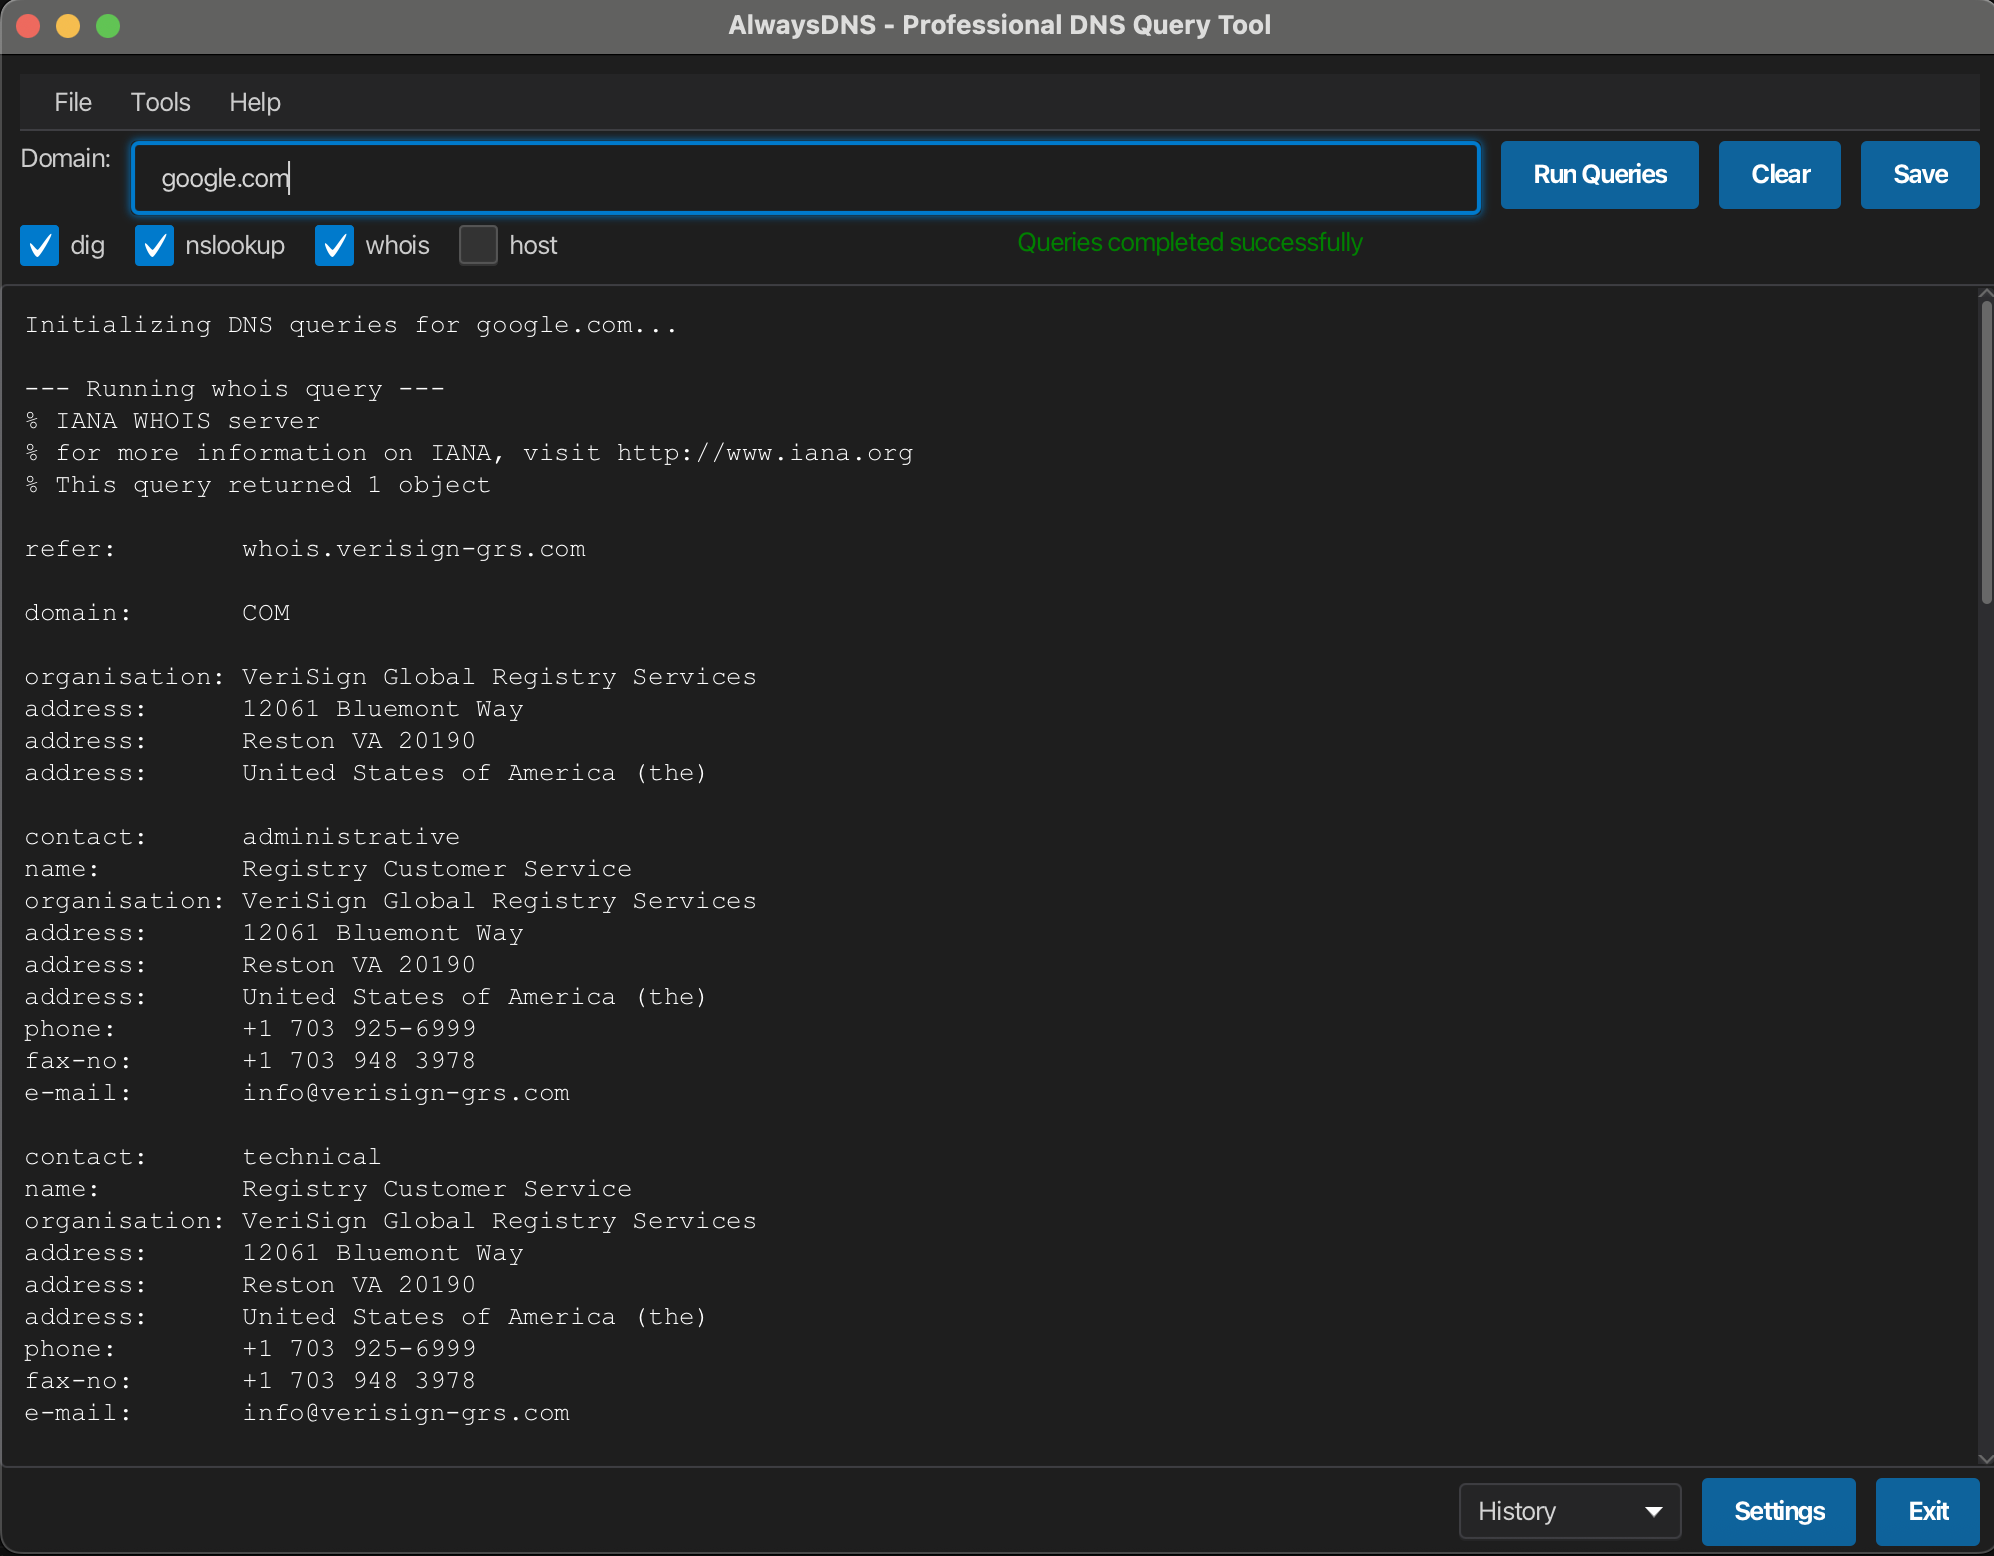 AlwaysDNS - Professional DNS Query Tool
File Tools Help
Domain: google.com Run Queries Clear Save
dig nslookup whois host Queries completed successfully
Initializing DNS queries for google.com...
--- Running whois query ---
% IANA WHOIS server
% for more information on IANA, visit http://www.iana.org
% This query returned 1 object
refer: whois.verisign-grs.com
domain: COM
organisation: VeriSign Global Registry Services
address: 12061 Bluemont Way
address: Reston VA 20190
address: United States of America (the)
contact: administrative
name: Registry Customer Service
organisation: VeriSign Global Registry Services
address: 12061 Bluemont Way
address: Reston VA 20190
address: United States of America (the)
phone: +1 703 925-6999
fax-no: +1 703 948 3978
e-mail: info@verisign-grs.com
contact: technical
name: Registry Customer Service
organisation: VeriSign Global Registry Services
address: 12061 Bluemont Way
address: Reston VA 20190
address: United States of America (the)
phone: +1 703 925-6999
fax-no: +1 703 948 3978
e-mail: info@verisign-grs.com
History Settings Exit